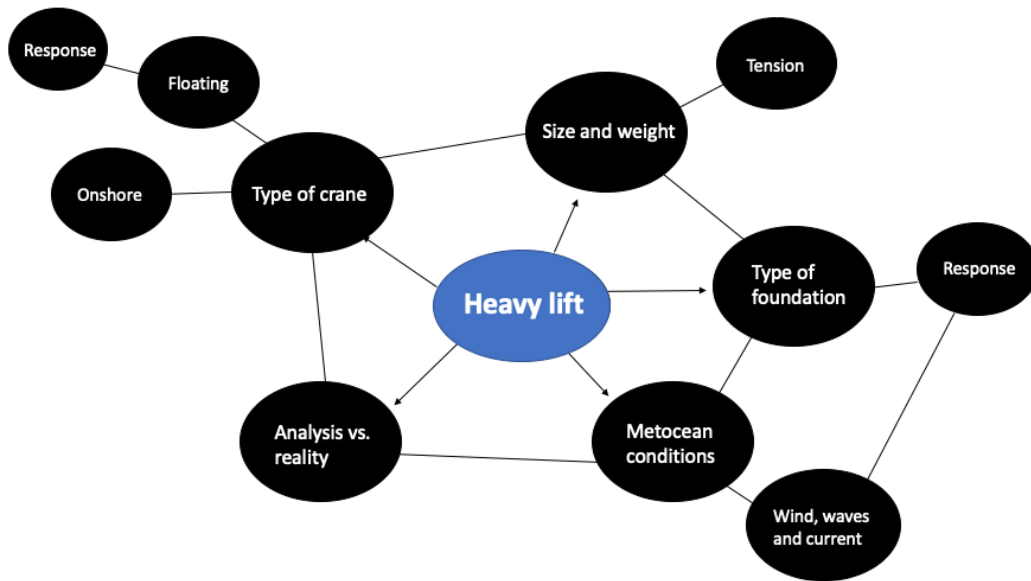 Response
Floating
Tension
Size and weight
Onshore
Type of crane
Type of
foundation
Response
Heavy lift
Analysis vs.
reality
Metocean
conditions
Wind, waves
and current